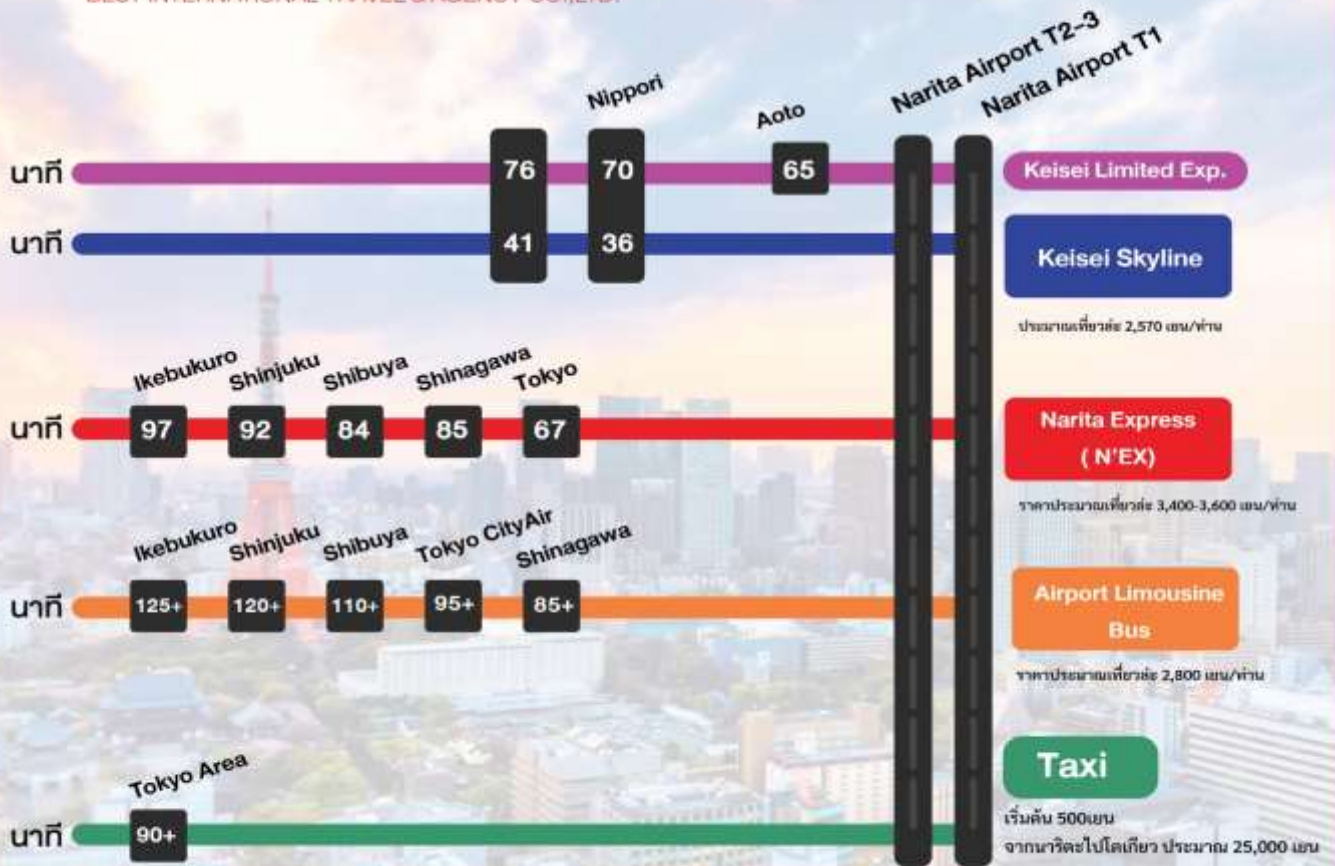 Narita Airport T2-3
Narita Airport T1
Nippori
Aoto
นาที
76
70
65
Keisei Limited Exp.
นาที
41
36
Keisei Skyline
ประมาณเที่ยวล่ะ 2,570 เยน/ท่าน
Ikebukuro
Shinjuku
Shibuya
Shinagawa
Tokyo
นาที
97
92
84
85
67
Narita Express
( N'EX)
ราคาประมาณเที่ยวล่ะ 3,400-3,600 เยน/ท่าน
Ikebukuro
Shinjuku
Shibuya
Tokyo CityAir
Shinagawa
นาที
125+
120+
110+
95+
85+
Airport Limousine
Bus
ราคาประมาณเที่ยวล่ะ 2,800 เยน/ท่าน
Tokyo Area
นาที
90+
Taxi
เริ่มต้น 500เยน
จากนาริตะไปโตเกียว ประมาณ 25,000 เยน